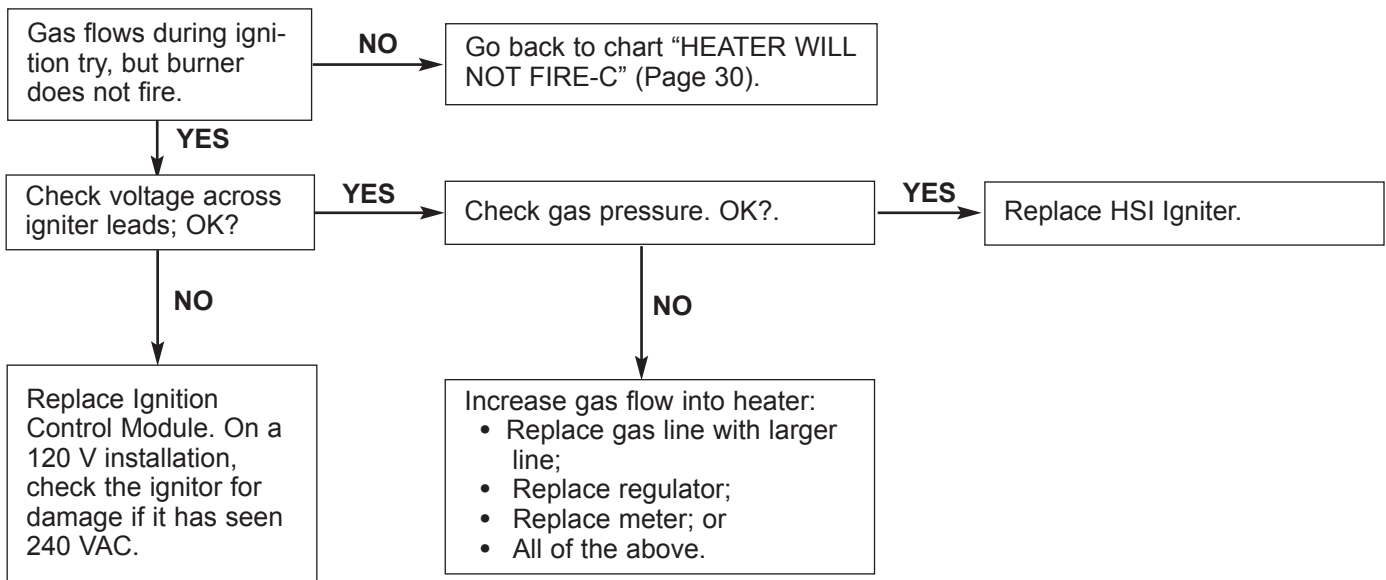 Gas flows during igni-
tion try, but burner
does not fire.
NO
Go back to chart “HEATER WILL
NOT FIRE-C” (Page 30).
YES
Check voltage across
igniter leads; OK?
YES
Check gas pressure. OK?.
YES
Replace HSI Igniter.
NO
NO
Replace Ignition
Control Module. On a
120 V installation,
check the ignitor for
damage if it has seen
240 VAC.
Increase gas flow into heater:
• Replace gas line with larger
line;
• Replace regulator;
• Replace meter; or
• All of the above.